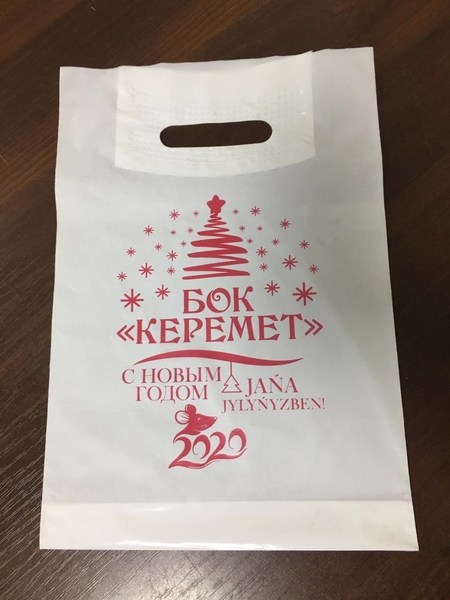 БОК
«КЕРЕМЕТ»
С НОВЫМ
ГОДОМ
JAŃA
JYLYŃYZBEN!
2020